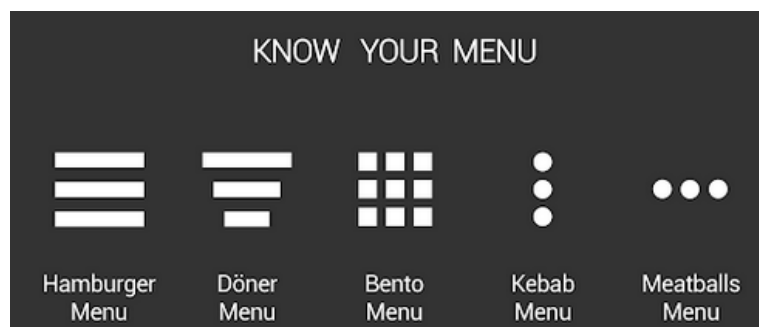 KNOW YOUR MENU
Hamburger Menu
Döner Menu
Bento Menu
Kebab Menu
Meatballs Menu